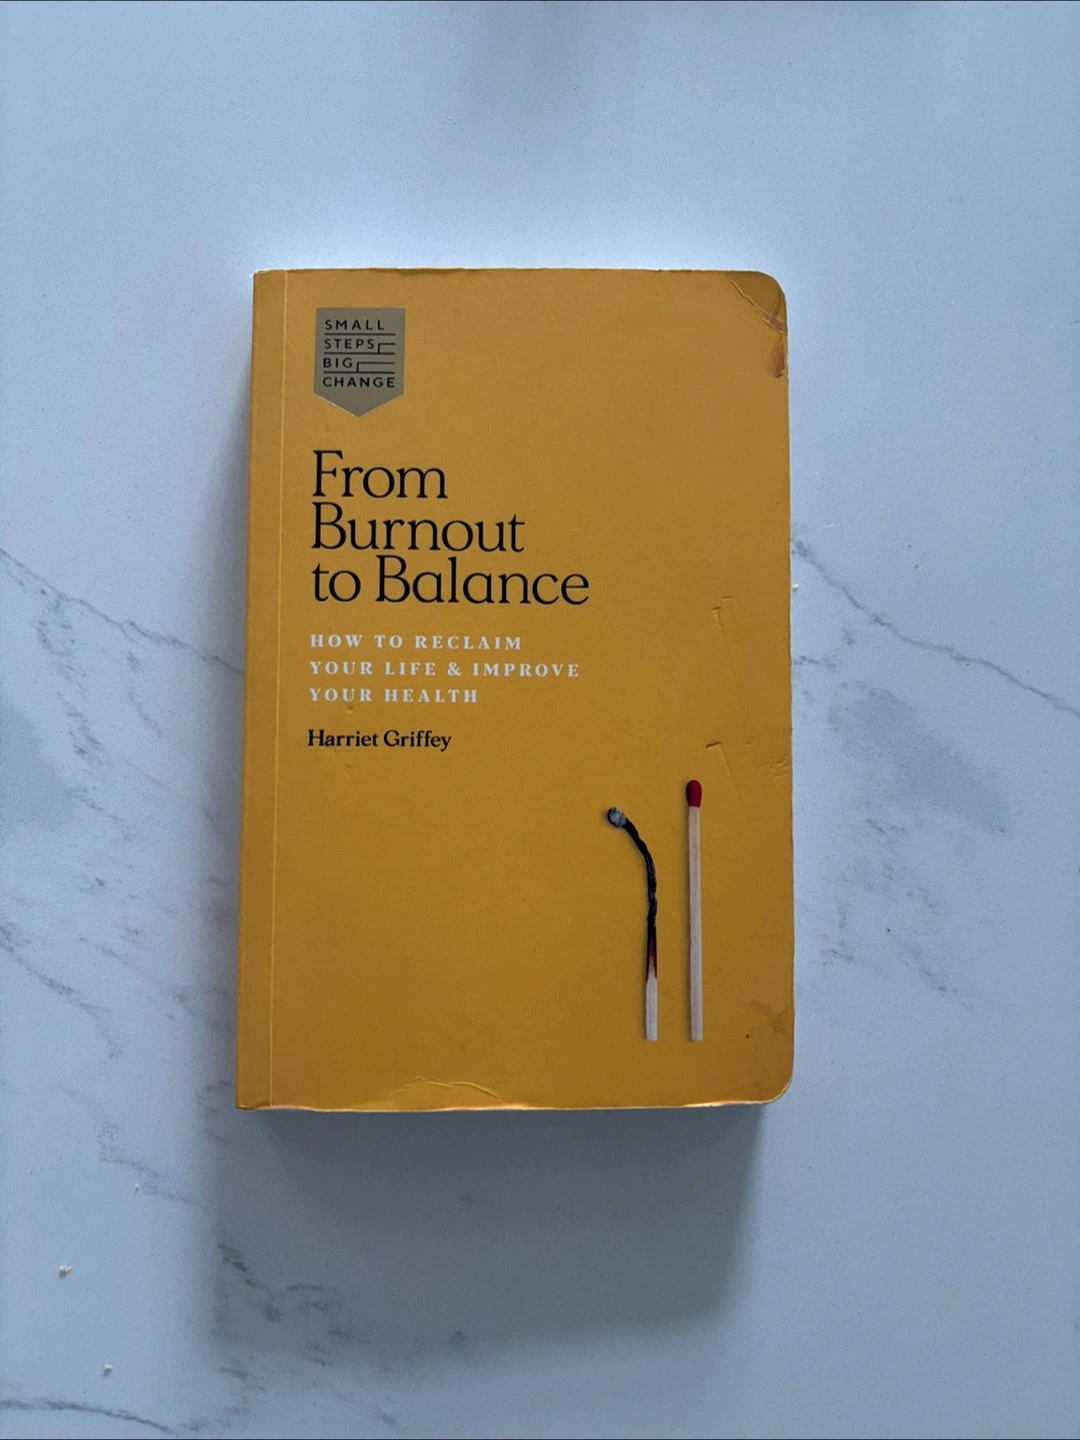 SMALL
STEPS
BIG
CHANGE
From
Burnout
to Balance
HOW TO RECLAIM
YOUR LIFE & IMPROVE
YOUR HEALTH
Harriet Griffey